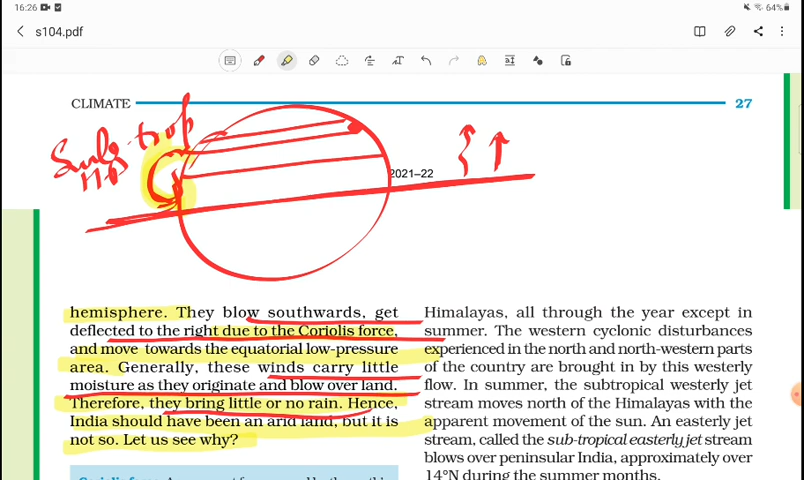 16:26
64%
s104.pdf
CLIMATE
27
Sub-trop
HP
2021–22
hemisphere. They blow southwards, get
deflected to the right due to the Coriolis force,
and move towards the equatorial low-pressure
area. Generally, these winds carry little
moisture as they originate and blow over land.
Therefore, they bring little or no rain. Hence,
India should have been an arid land, but it is
not so. Let us see why?
Himalayas, all through the year except in
summer. The western cyclonic disturbances
experienced in the north and north-western parts
of the country are brought in by this westerly
flow. In summer, the subtropical westerly jet
stream moves north of the Himalayas with the
apparent movement of the sun. An easterly jet
stream, called the sub-tropical easterly jet stream
blows over peninsular India, approximately over
14°N during the summer months.